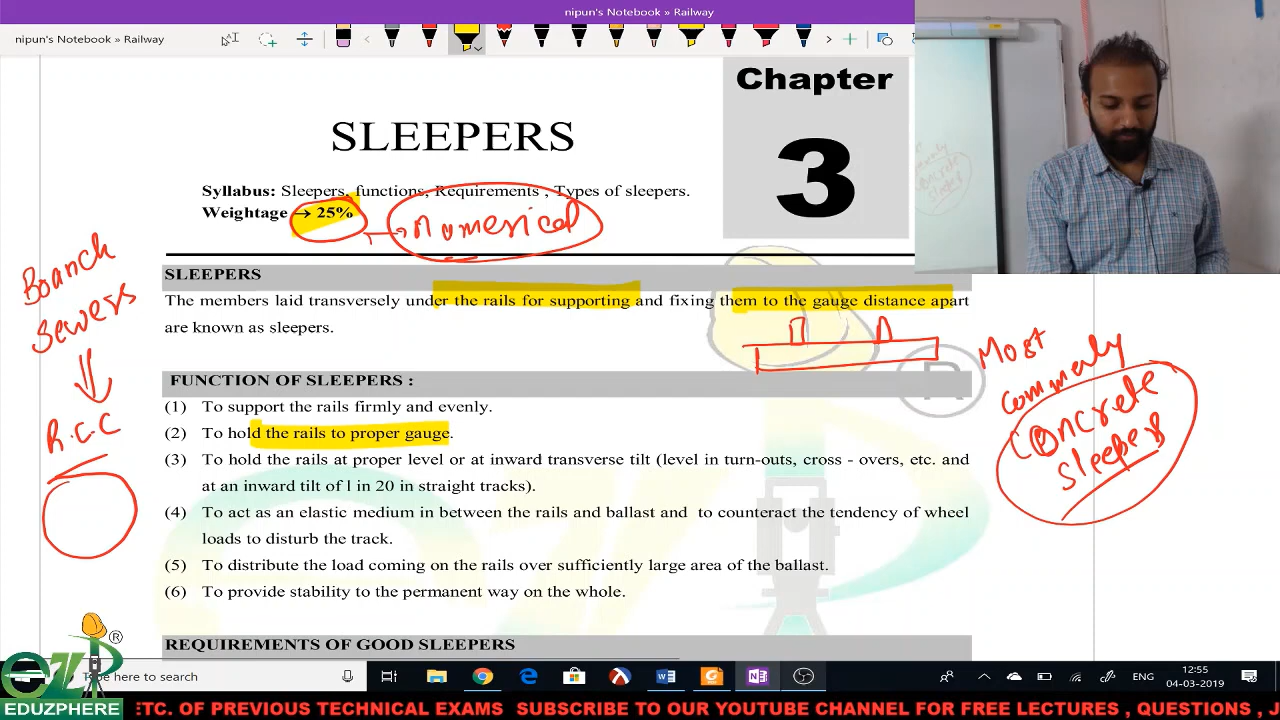 nipun's Notebook » Railway
nipun's Notebook » Railway
Chapter
3
SLEEPERS
Syllabus: Sleepers, functions, Requirements , Types of sleepers.
Weightage → 25%
Numerical
SLEEPERS
The members laid transversely under the rails for supporting and fixing them to the gauge distance apart
are known as sleepers.
Branch
Sewers
R.C.C
Most
commonly
Concrete
Sleepers
R
FUNCTION OF SLEEPERS :
(1) To support the rails firmly and evenly.
(2) To hold the rails to proper gauge.
(3) To hold the rails at proper level or at inward transverse tilt (level in turn-outs, cross - overs, etc. and
at an inward tilt of l in 20 in straight tracks).
(4) To act as an elastic medium in between the rails and ballast and to counteract the tendency of wheel
loads to disturb the track.
(5) To distribute the load coming on the rails over sufficiently large area of the ballast.
(6) To provide stability to the permanent way on the whole.
REQUIREMENTS OF GOOD SLEEPERS
®
ez
EDUZPHERE
Type here to search
ENG
12:55
04-03-2019
ETC. OF PREVIOUS TECHNICAL EXAMS SUBSCRIBE TO OUR YOUTUBE CHANNEL FOR FREE LECTURES , QUESTIONS , J